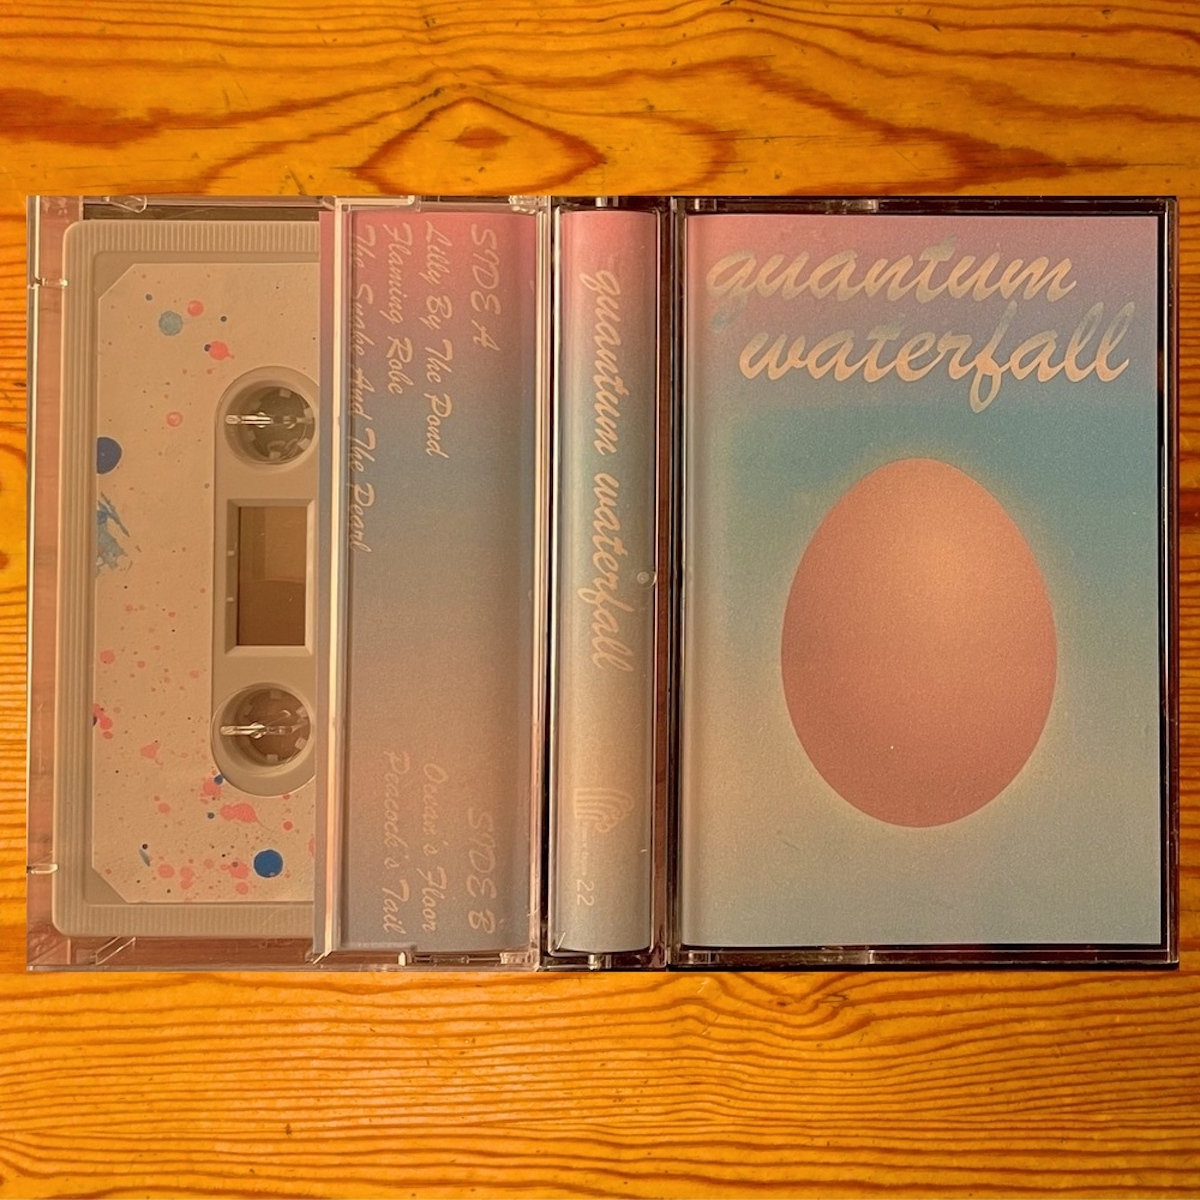 SIDE A
Lilly By The Pond
Flaming Robe
The Snake And The Pearl
SIDE B
Ocean's Floor
Peacock's Tail
quantum waterfall
22
quantum
waterfall